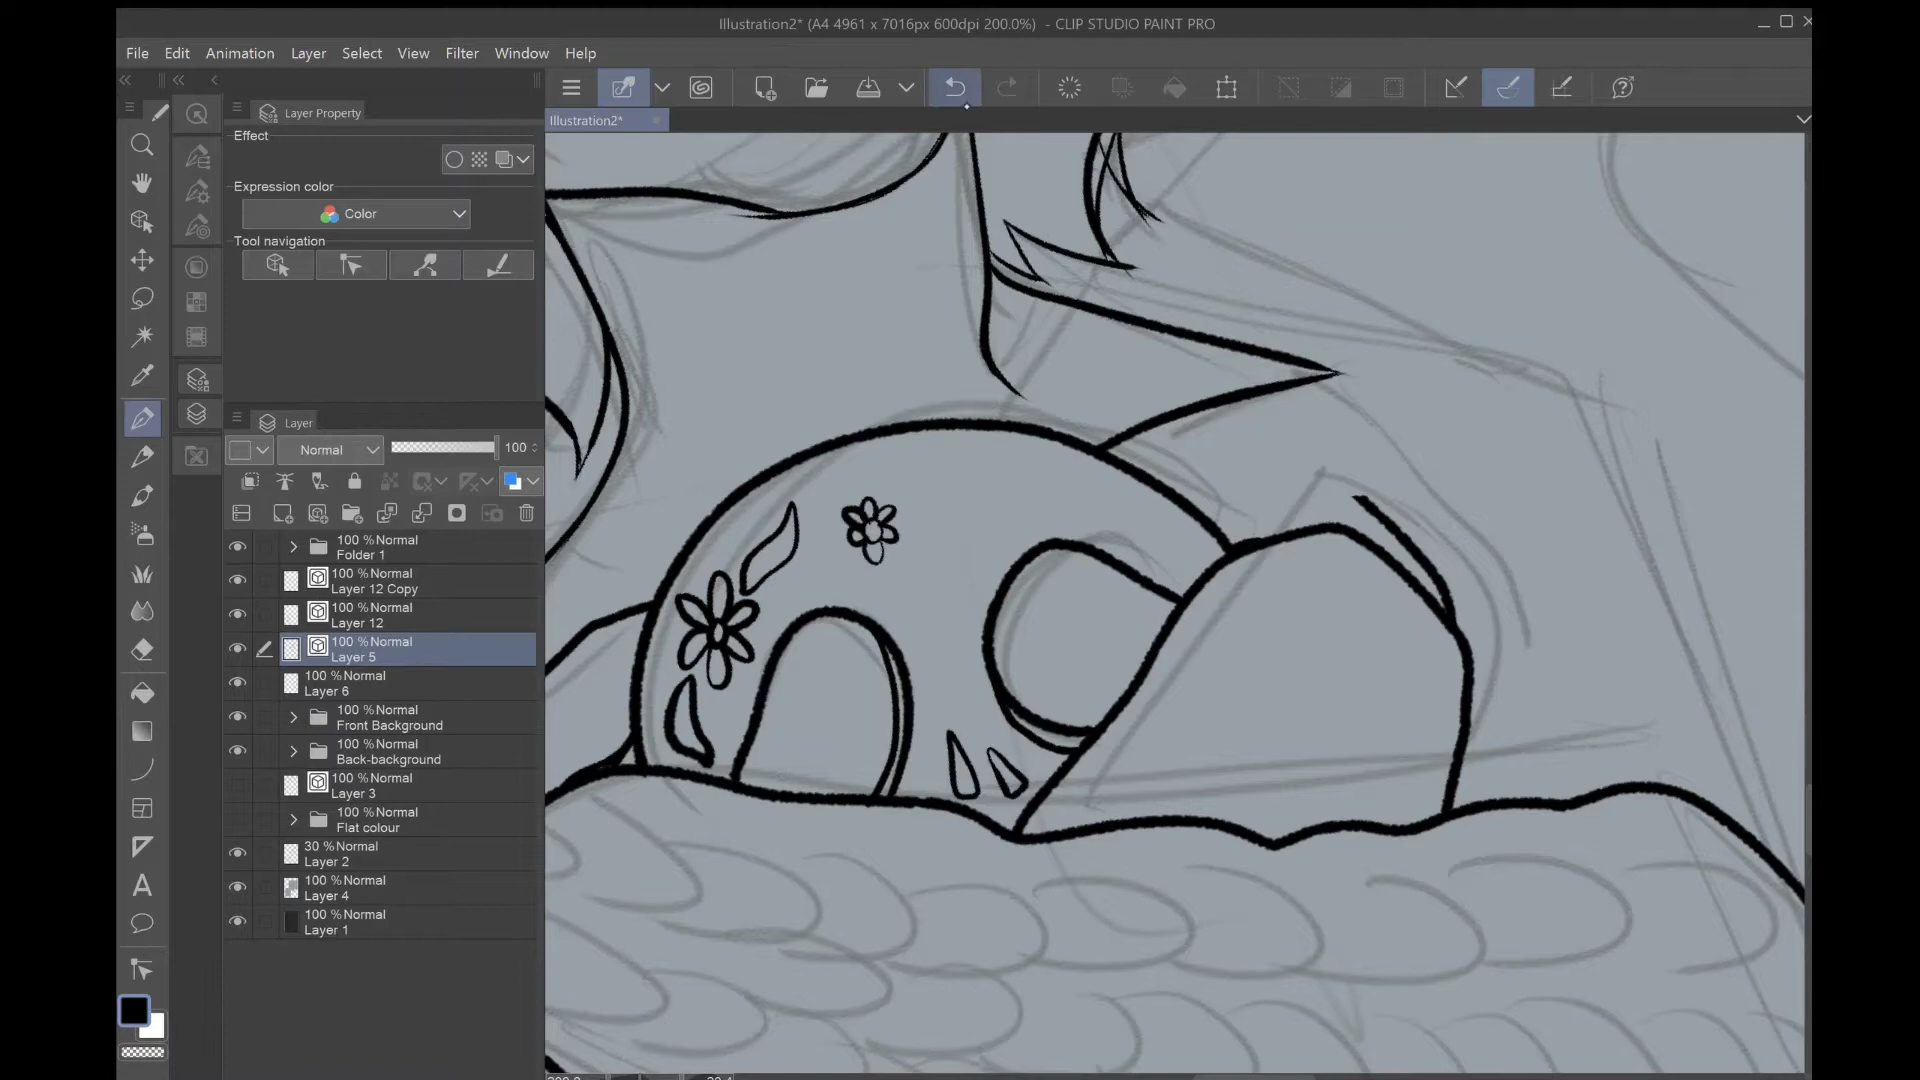 Illustration2* (A4 4961 x 7016px 600dpi 200.0%) - CLIP STUDIO PAINT PRO
File Edit Animation Layer Select View Filter Window Help
Illustration2*
Layer Property
Effect
Expression color
Color
Tool navigation
Layer
Normal 100
100 %Normal
Folder 1
100 %Normal
Layer 12 Copy
100 %Normal
Layer 12
100 %Normal
Layer 5
100 %Normal
Layer 6
100 %Normal
Front Background
100 %Normal
Back-background
100 %Normal
Layer 3
100 %Normal
Flat colour
30 %Normal
Layer 2
100 %Normal
Layer 4
100 %Normal
Layer 1